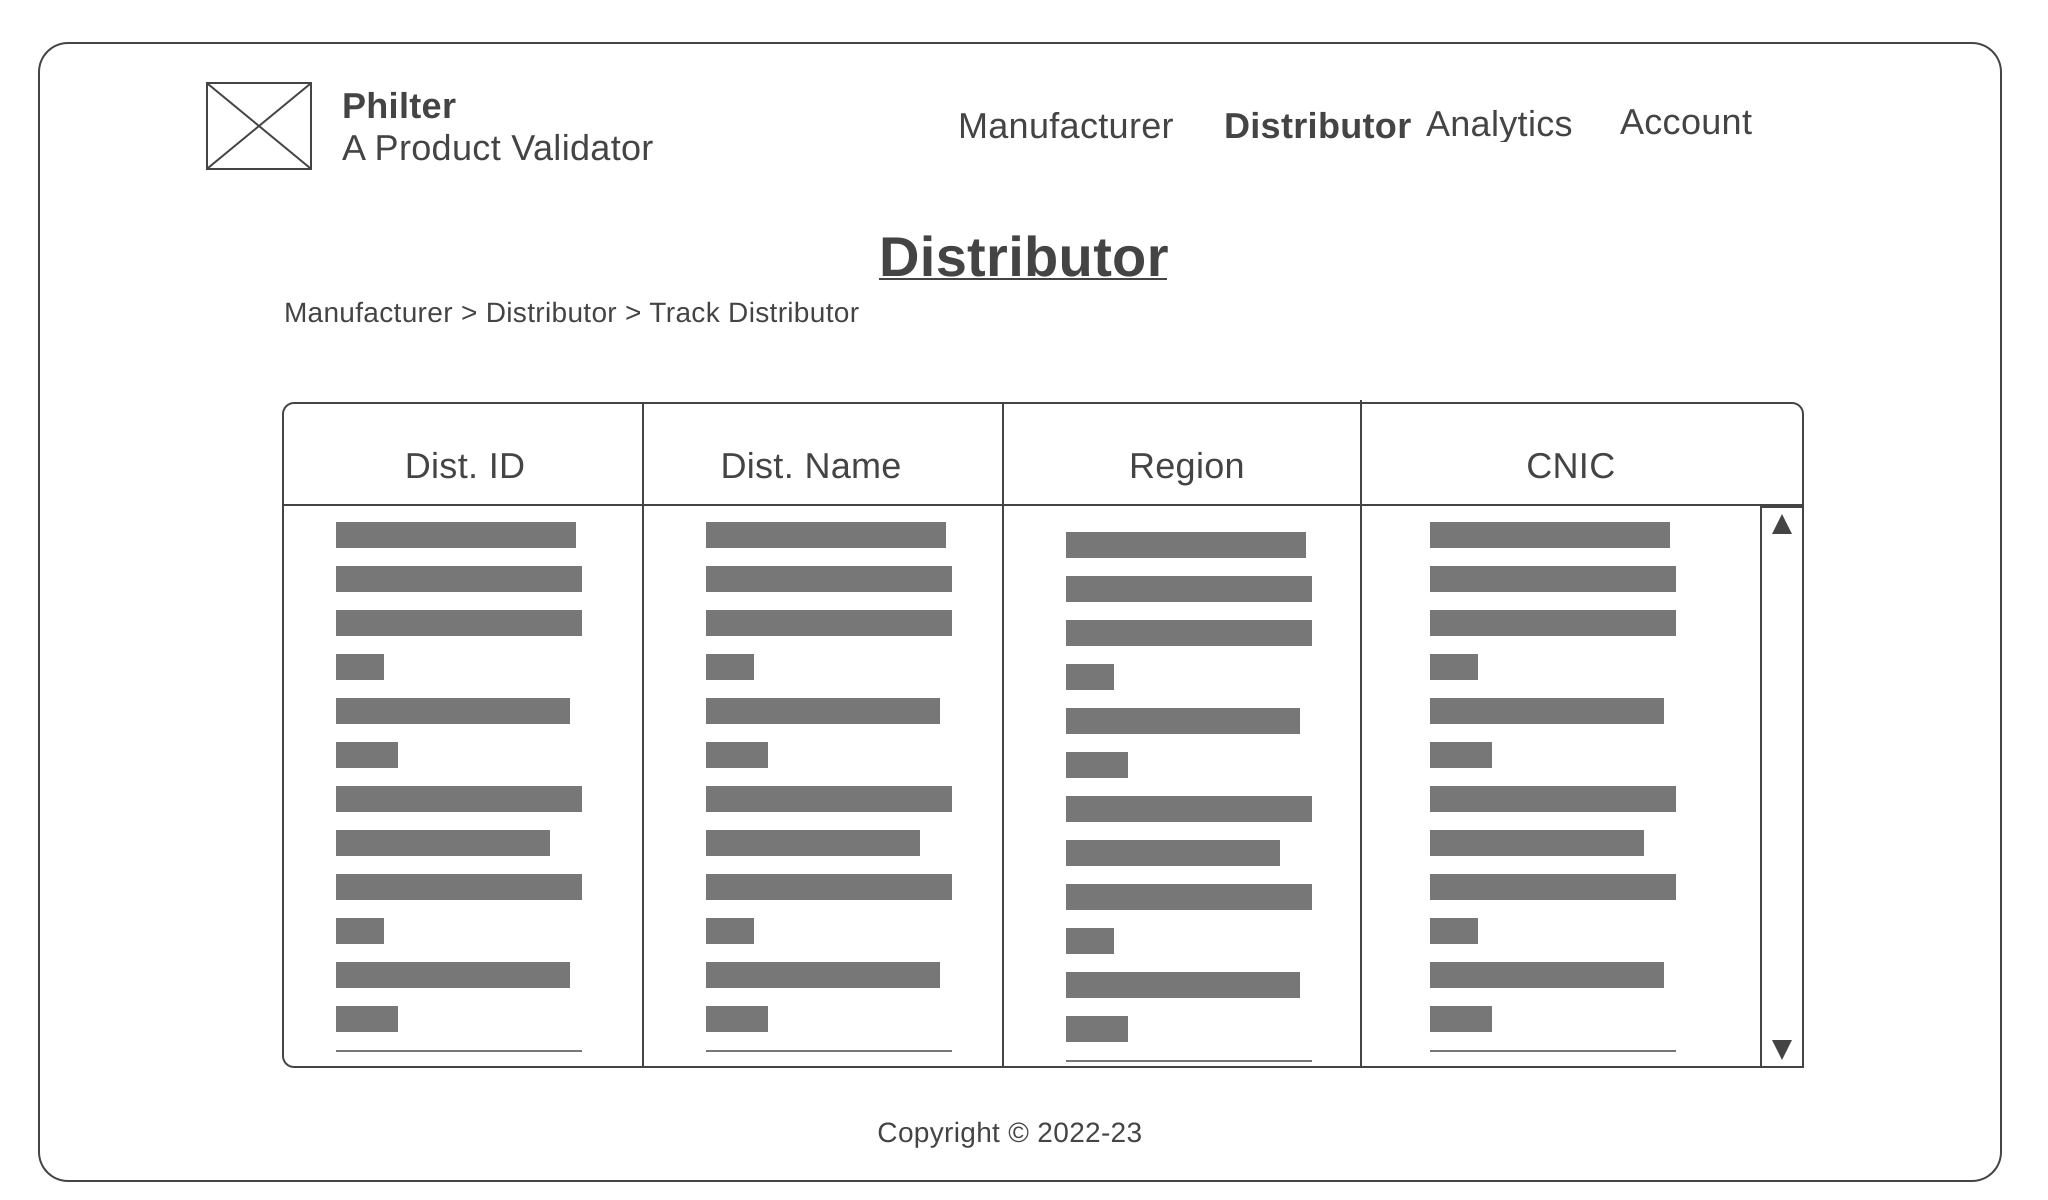 Philter
A Product Validator
Manufacturer Distributor Analytics Account
Distributor
Manufacturer > Distributor > Track Distributor
Dist. ID Dist. Name Region CNIC
Copyright © 2022-23